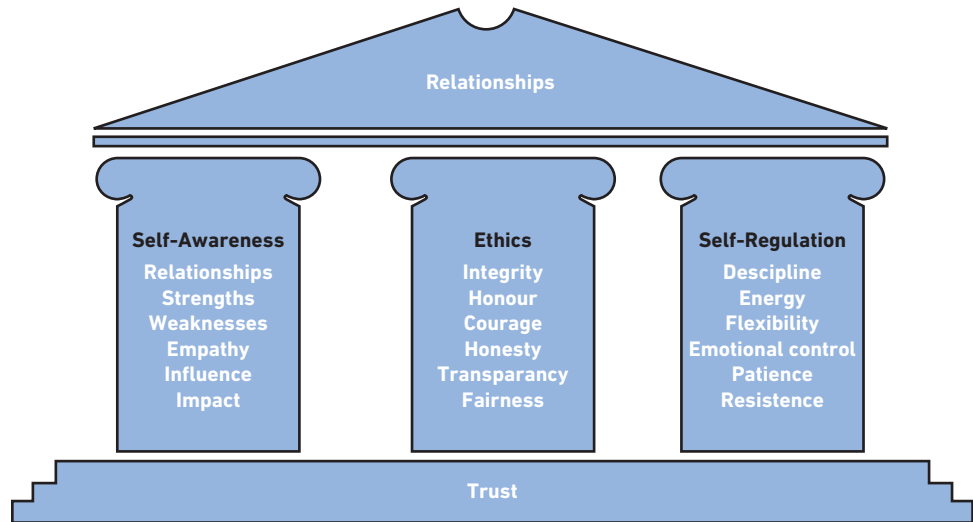 Relationships
Self-Awareness
Relationships
Strengths
Weaknesses
Empathy
Influence
Impact
Ethics
Integrity
Honour
Courage
Honesty
Transparancy
Fairness
Self-Regulation
Descipline
Energy
Flexibility
Emotional control
Patience
Resistence
Trust